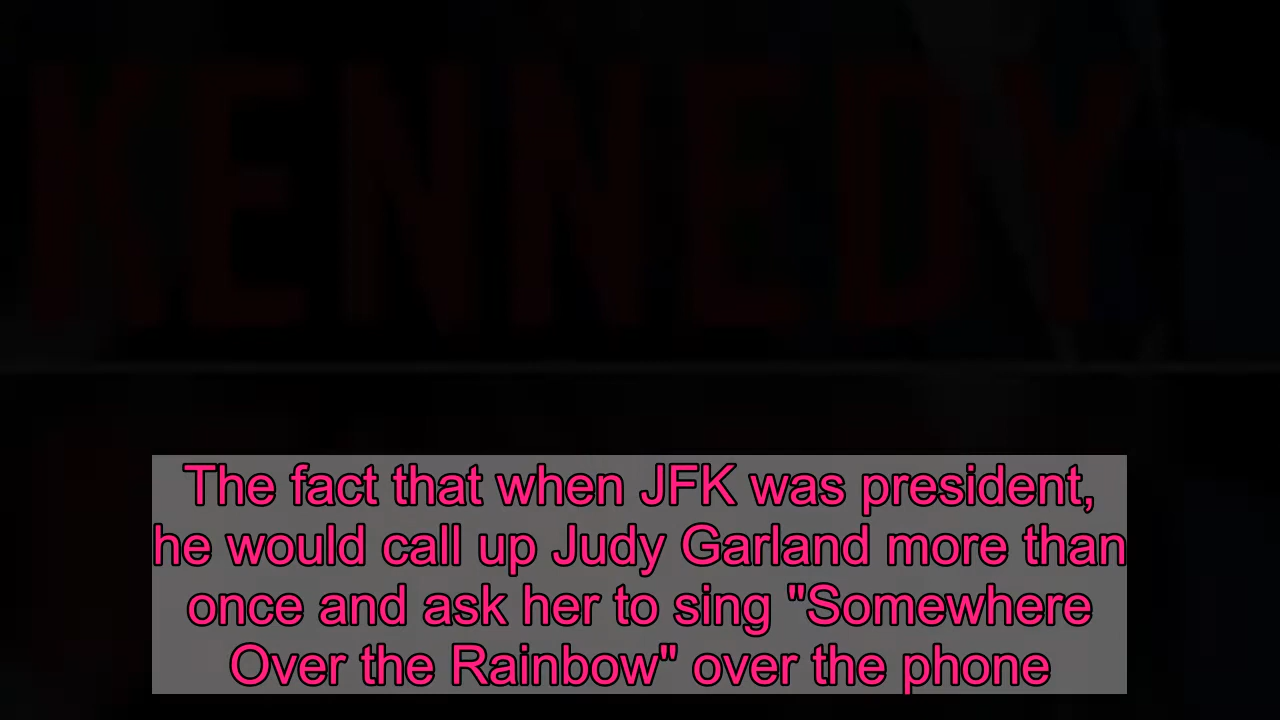 KENNEDY
The fact that when JFK was president,
he would call up Judy Garland more than
once and ask her to sing "Somewhere
Over the Rainbow" over the phone